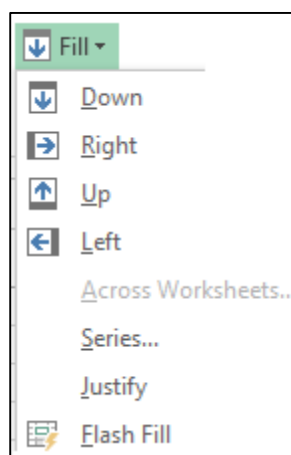 Fill
Down
Right
Up
Left
Across Worksheets..
Series...
Justify
Flash Fill